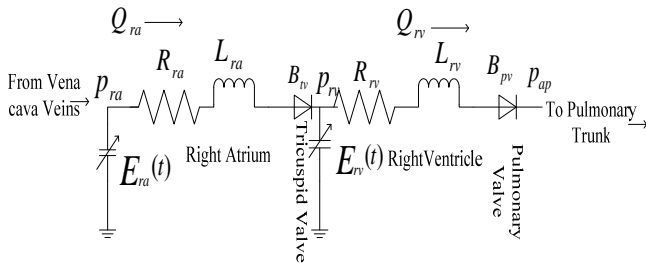 Q_ra
Q_rv
R_ra
L_ra
From Vena
cava Veins
p_ra
B_tv
p_rv
R_rv
L_rv
B_pv
p_ap
To Pulmonary
Trunk
E_ra(t)
Right Atrium
Tricuspid Valve
E_rv(t)
RightVentricle
Pulmonary
Valve